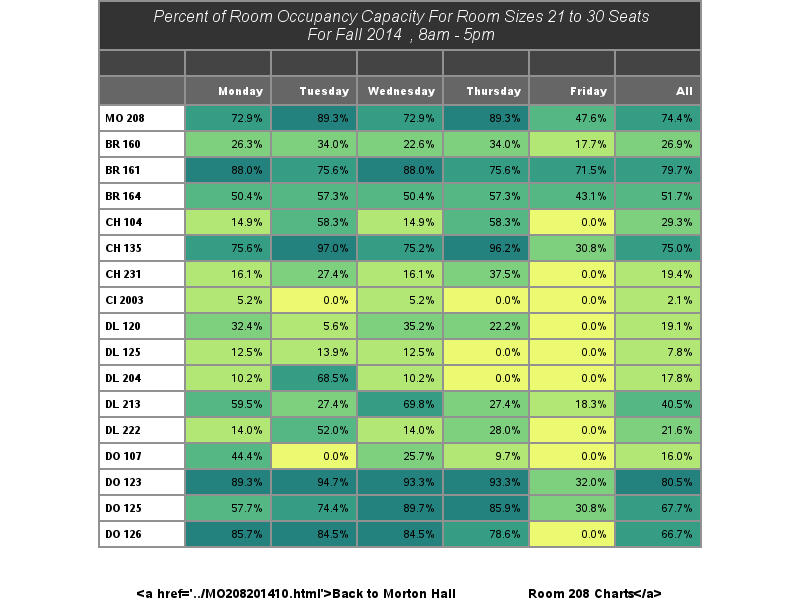 Percent of Room Occupancy Capacity For Room Sizes 21 to 30 Seats
For Fall 2014 , 8am - 5pm
Monday Tuesday Wednesday Thursday Friday All
MO 208 72.9% 89.3% 72.9% 89.3% 47.6% 74.4%
BR 160 26.3% 34.0% 22.6% 34.0% 17.7% 26.9%
BR 161 88.0% 75.6% 88.0% 75.6% 71.5% 79.7%
BR 164 50.4% 57.3% 50.4% 57.3% 43.1% 51.7%
CH 104 14.9% 58.3% 14.9% 58.3% 0.0% 29.3%
CH 135 75.6% 97.0% 75.2% 96.2% 30.8% 75.0%
CH 231 16.1% 27.4% 16.1% 37.5% 0.0% 19.4%
CI 2003 5.2% 0.0% 5.2% 0.0% 0.0% 2.1%
DL 120 32.4% 5.6% 35.2% 22.2% 0.0% 19.1%
DL 125 12.5% 13.9% 12.5% 0.0% 0.0% 7.8%
DL 204 10.2% 68.5% 10.2% 0.0% 0.0% 17.8%
DL 213 59.5% 27.4% 69.8% 27.4% 18.3% 40.5%
DL 222 14.0% 52.0% 14.0% 28.0% 0.0% 21.6%
DO 107 44.4% 0.0% 25.7% 9.7% 0.0% 16.0%
DO 123 89.3% 94.7% 93.3% 93.3% 32.0% 80.5%
DO 125 57.7% 74.4% 89.7% 85.9% 30.8% 67.7%
DO 126 85.7% 84.5% 84.5% 78.6% 0.0% 66.7%
<a href='../MO208201410.html'>Back to Morton Hall Room 208 Charts</a>